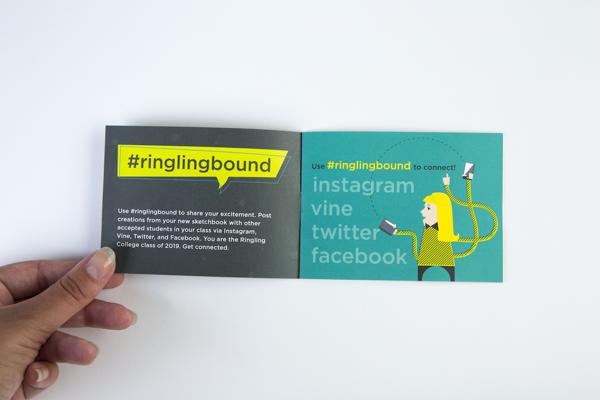 #ringlingbound
Use #ringlingbound to share your excitement. Post
creations from your new sketchbook with other
accepted students in your class via Instagram,
Vine, Twitter, and Facebook. You are the Ringling
College class of 2019. Get connected.
Use #ringlingbound to connect!
instagram
vine
twitter
facebook